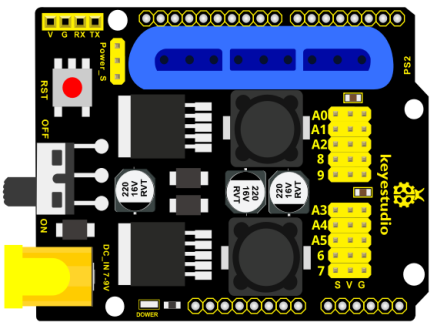 V G RX TX
Power_S
PS2
RST
OFF
ON
A0
A1
A2
8
9
220
16V
RVT
220
16V
RVT
220
16V
RVT
keyestudio
A3
A4
A5
6
7
S V G
DC_IN 7-9V
DOWER